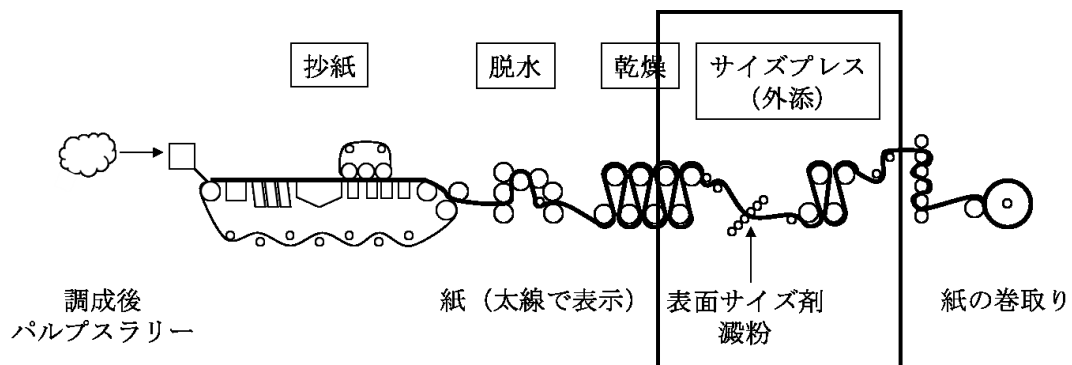 抄紙
脱水
乾燥
サイズプレス
（外添）
調成後
パルプスラリー
紙（太線で表示）
表面サイズ剤
澱粉
紙の巻取り